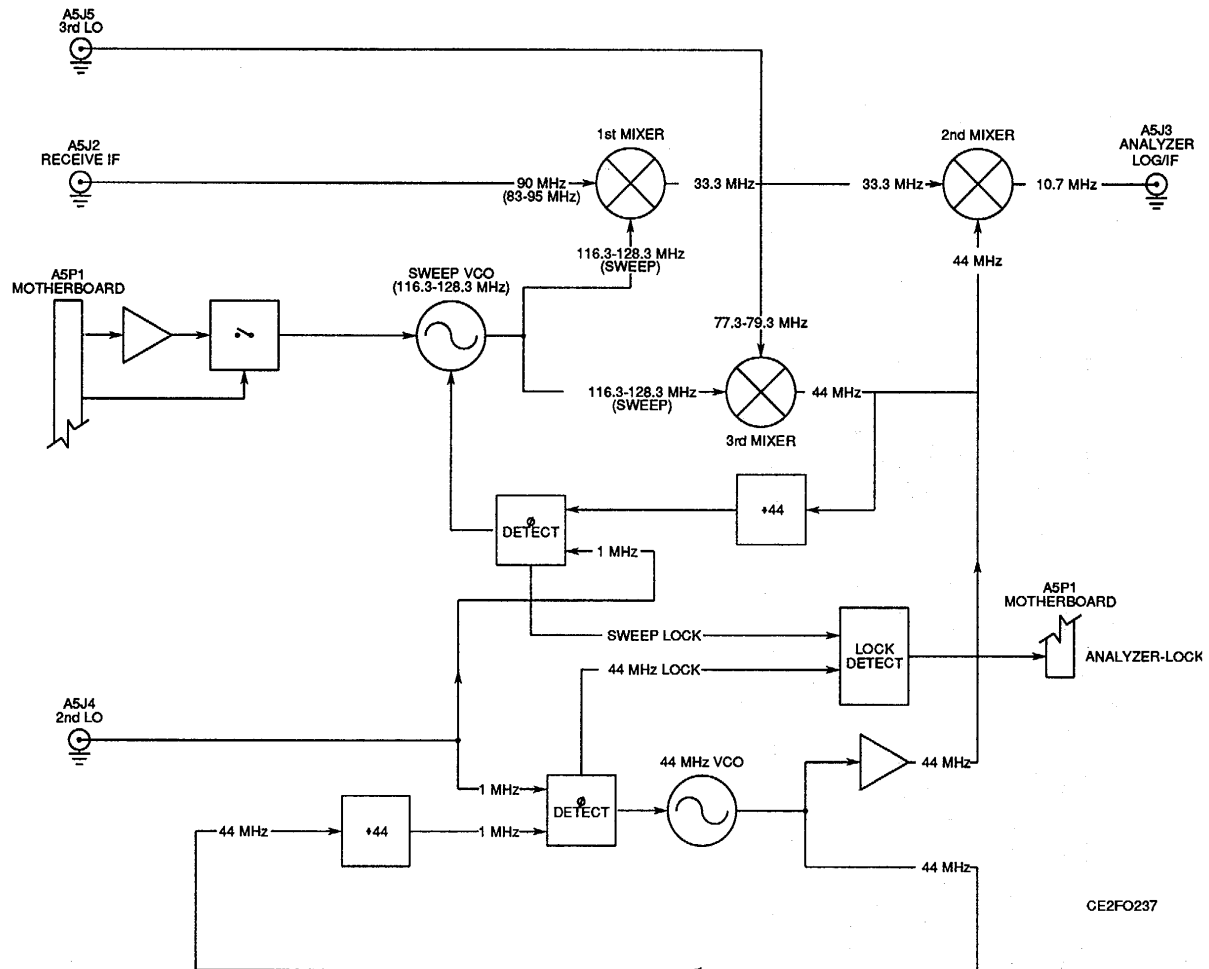 A5J5
3rd LO
A5J2
RECEIVE IF
90 MHz
(83-95 MHz)
1st MIXER
33.3 MHz
33.3 MHz
2nd MIXER
10.7 MHz
A5J3
ANALYZER
LOG/IF
116.3-128.3 MHz
(SWEEP)
44 MHz
A5P1
MOTHERBOARD
SWEEP VCO
(116.3-128.3 MHz)
77.3-79.3 MHz
116.3-128.3 MHz
(SWEEP)
44 MHz
3rd MIXER
Ø
DETECT
+44
1 MHz
SWEEP LOCK
44 MHz LOCK
LOCK
DETECT
A5P1
MOTHERBOARD
ANALYZER-LOCK
A5J4
2nd LO
1 MHz
44 MHz
+44
1 MHz
Ø
DETECT
44 MHz VCO
44 MHz
44 MHz
CE2FO237